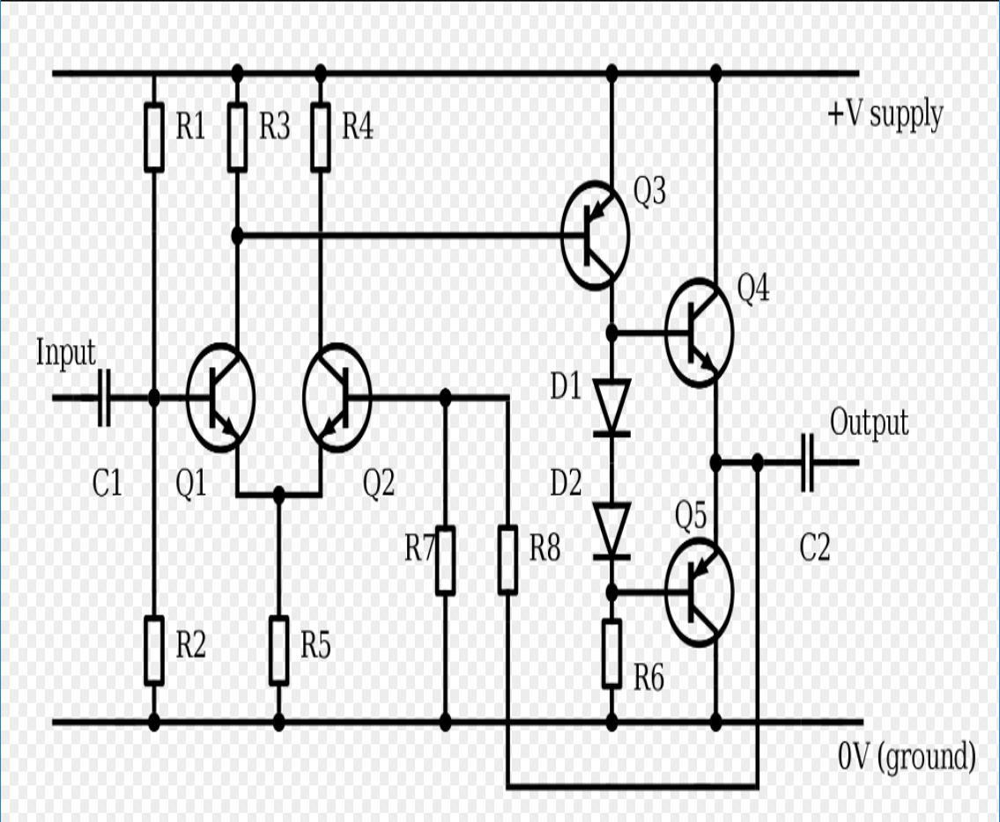 R1
R3
R4
+V supply
Q3
Q4
Input
D1
Output
C1
Q1
Q2
D2
Q5
R7
R8
C2
R2
R5
R6
0V (ground)